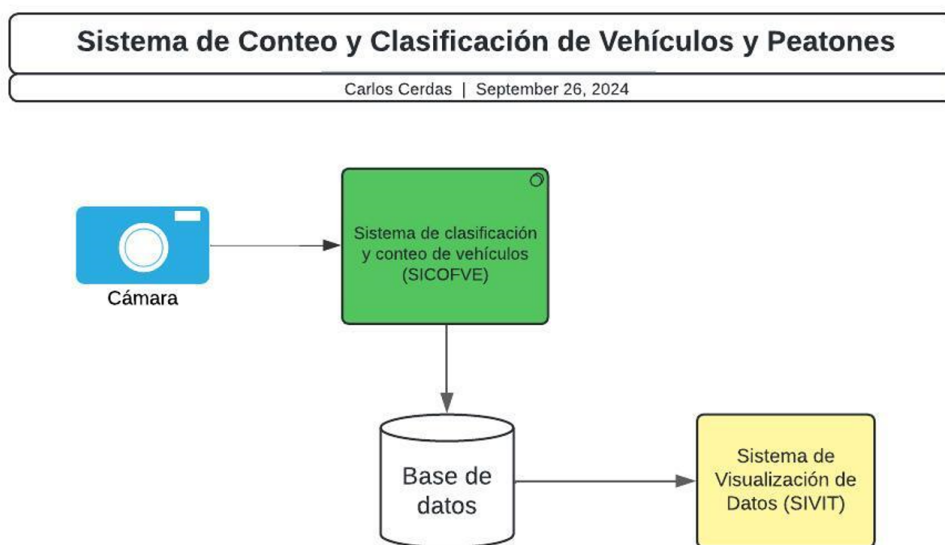 Sistema de Conteo y Clasificación de Vehículos y Peatones
Carlos Cerdas | September 26, 2024
Cámara
Sistema de clasificación
y conteo de vehículos
(SICOFVE)
Base de
datos
Sistema de
Visualización de
Datos (SIVIT)